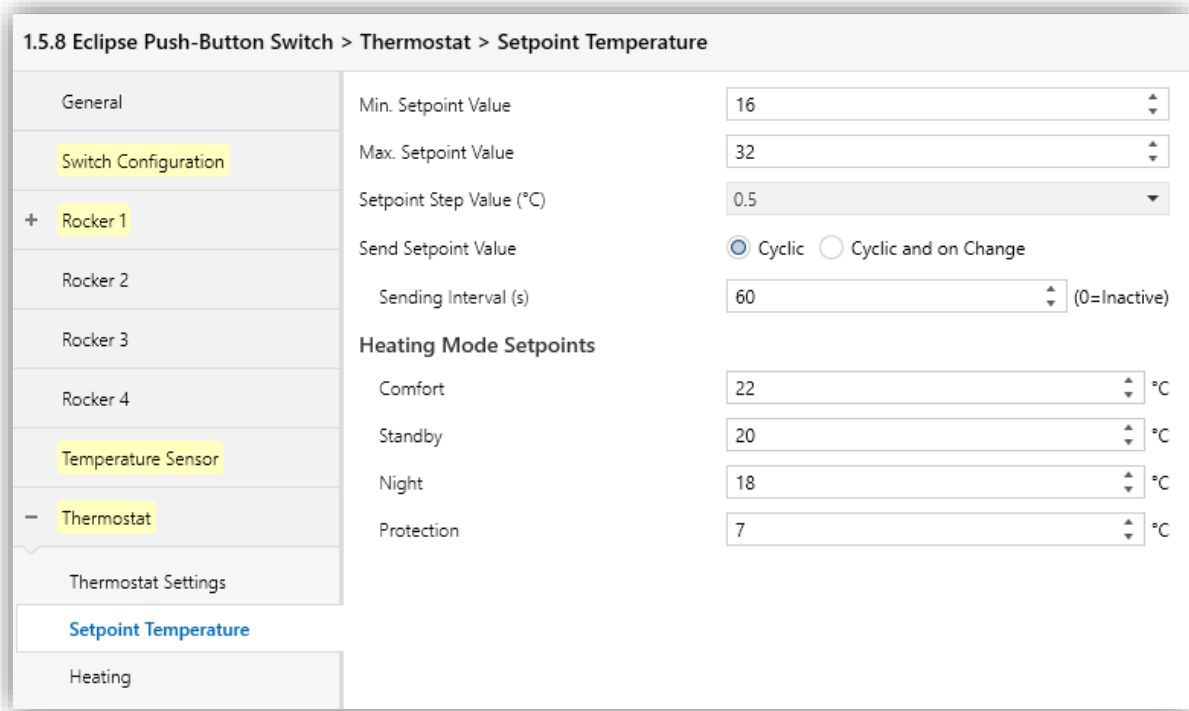 1.5.8 Eclipse Push-Button Switch > Thermostat > Setpoint Temperature
General
Switch Configuration
+ Rocker 1
Rocker 2
Rocker 3
Rocker 4
Temperature Sensor
− Thermostat
Thermostat Settings
Setpoint Temperature
Heating
Min. Setpoint Value 16
Max. Setpoint Value 32
Setpoint Step Value (°C) 0.5
Send Setpoint Value Cyclic Cyclic and on Change
Sending Interval (s) 60 (0=Inactive)
Heating Mode Setpoints
Comfort 22 °C
Standby 20 °C
Night 18 °C
Protection 7 °C